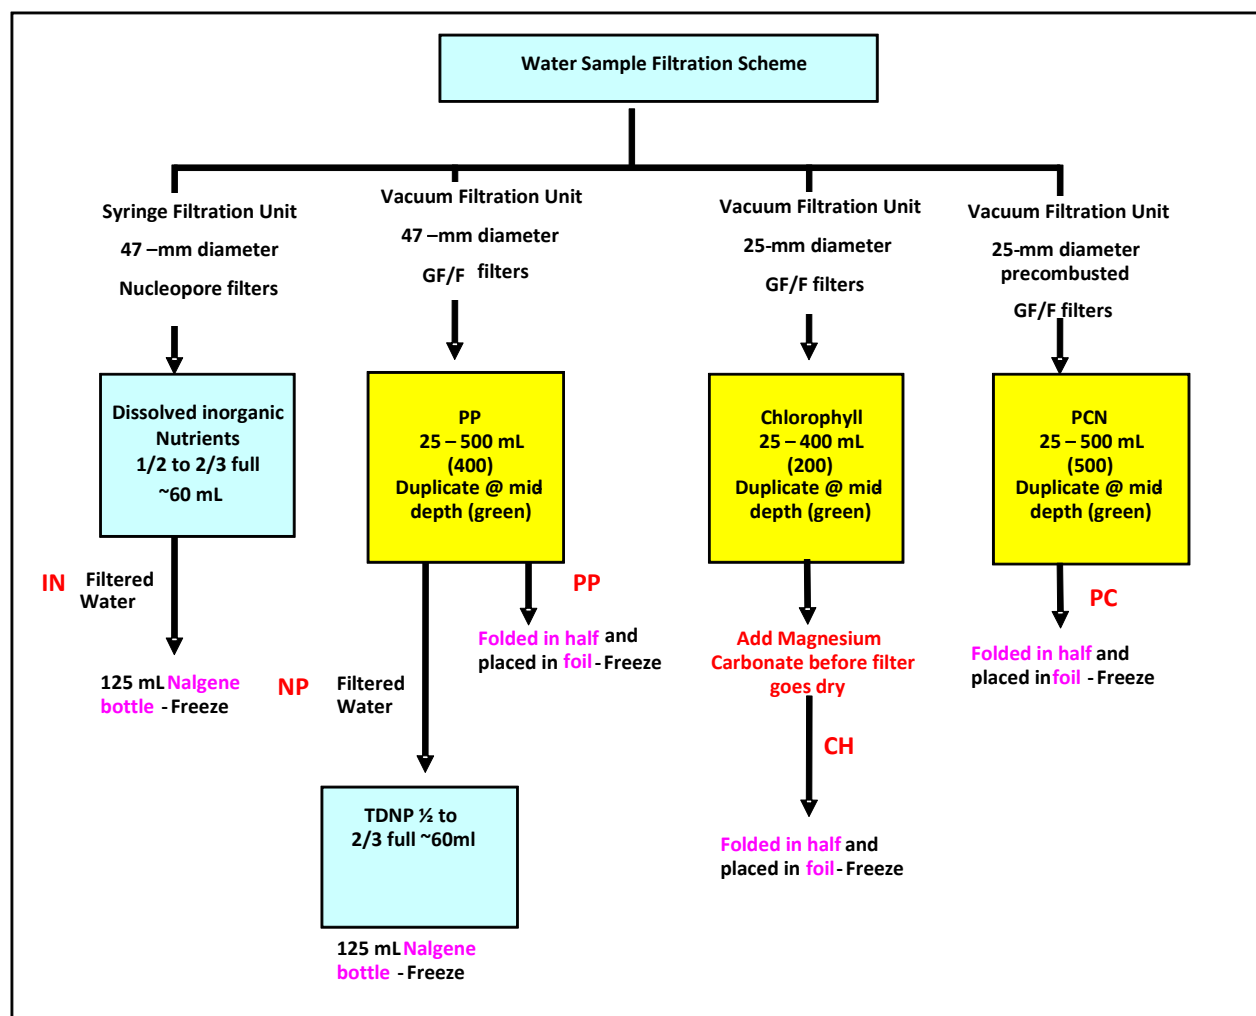 Water Sample Filtration Scheme
Syringe Filtration Unit
47 –mm diameter
Nucleopore filters
Vacuum Filtration Unit
47 –mm diameter
GF/F filters
Vacuum Filtration Unit
25-mm diameter
GF/F filters
Vacuum Filtration Unit
25-mm diameter
precombusted
GF/F filters
Dissolved inorganic
Nutrients
1/2 to 2/3 full
~60 mL
PP
25 – 500 mL
(400)
Duplicate @ mid-
depth (green)
Chlorophyll
25 – 400 mL
(200)
Duplicate @ mid-
depth (green)
PCN
25 – 500 mL
(500)
Duplicate @ mid-
depth (green)
IN
Filtered
Water
125 mL Nalgene
bottle - Freeze
NP
Filtered
Water
PP
Folded in half and
placed in foil - Freeze
Add Magnesium
Carbonate before filter
goes dry
CH
Folded in half and
placed in foil - Freeze
PC
Folded in half and
placed in foil - Freeze
TDNP ½ to
2/3 full ~60ml
125 mL Nalgene
bottle - Freeze